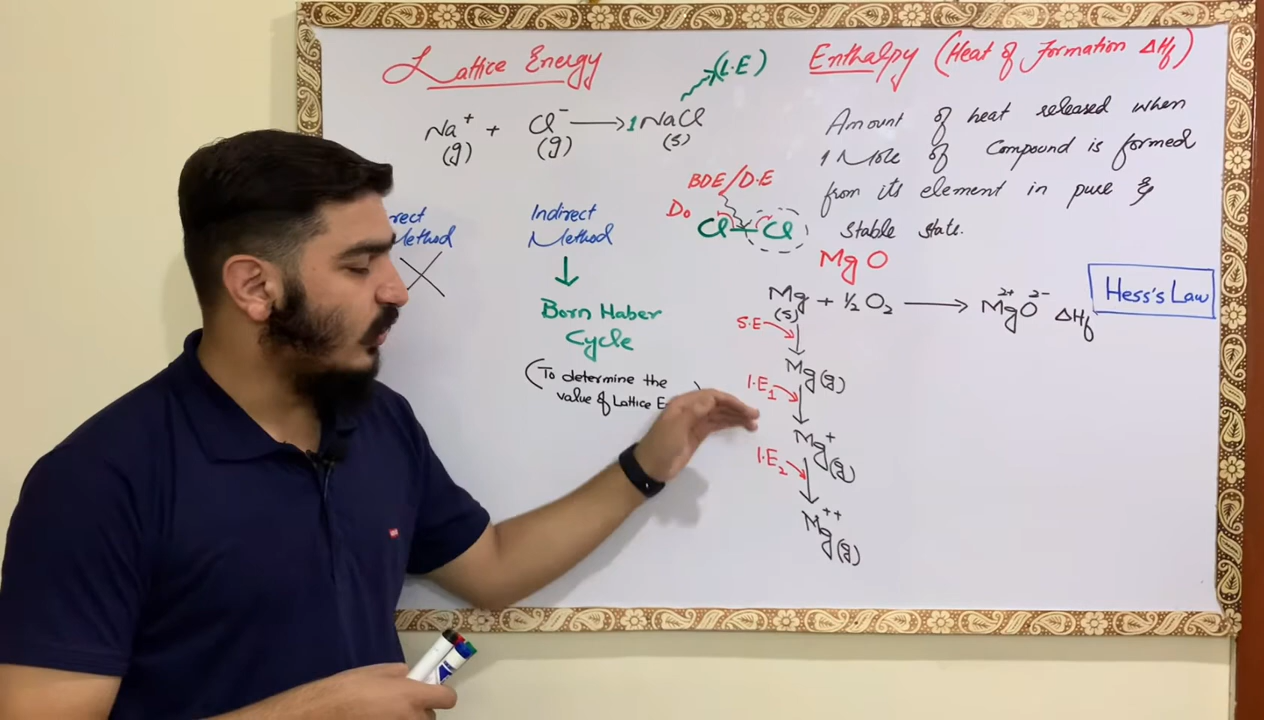 Lattice Energy
(L.E)
Na⁺ + Cl⁻ ⟶ 1NaCl
(g) (g) (s)
Method
Indirect
Method
Born Haber
Cycle
(To determine the
value of Lattice
BDE/D.E
Do
Cl–Cl
Enthalpy (Heat of Formation ΔHf)
Amount of heat released when
1 Mole of Compound is formed
from its element in pure &
stable state.
MgO
Mg + ½ O₂ ⟶ Mg²⁺O²⁻ ΔHf
(s)
Hess's Law
S.E
Mg(g)
I.E₁
Mg⁺(g)
I.E₂
Mg⁺⁺(g)